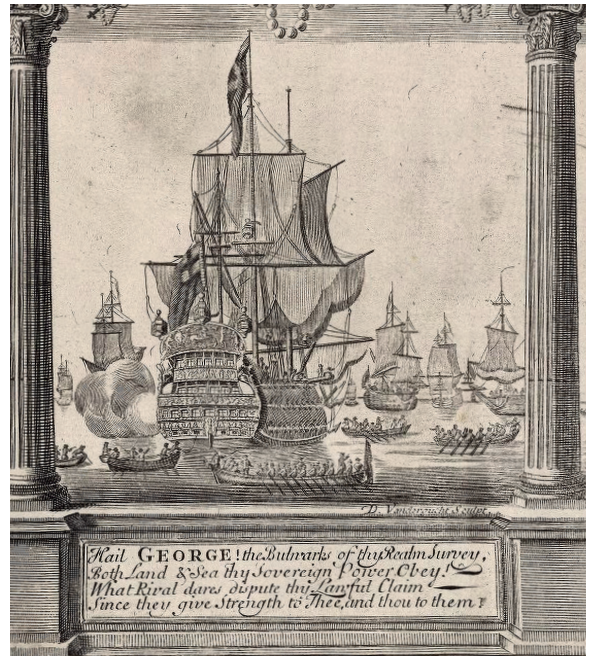 D. Vandergucht Sculpt.
Hail GEORGE! the Bulwarks of thy Realm Survey,
Both Land & Sea thy Sovereign Power Obey!
What Rival dares dispute thy Lawful Claim
Since they give Strength to Thee, and thou to them?